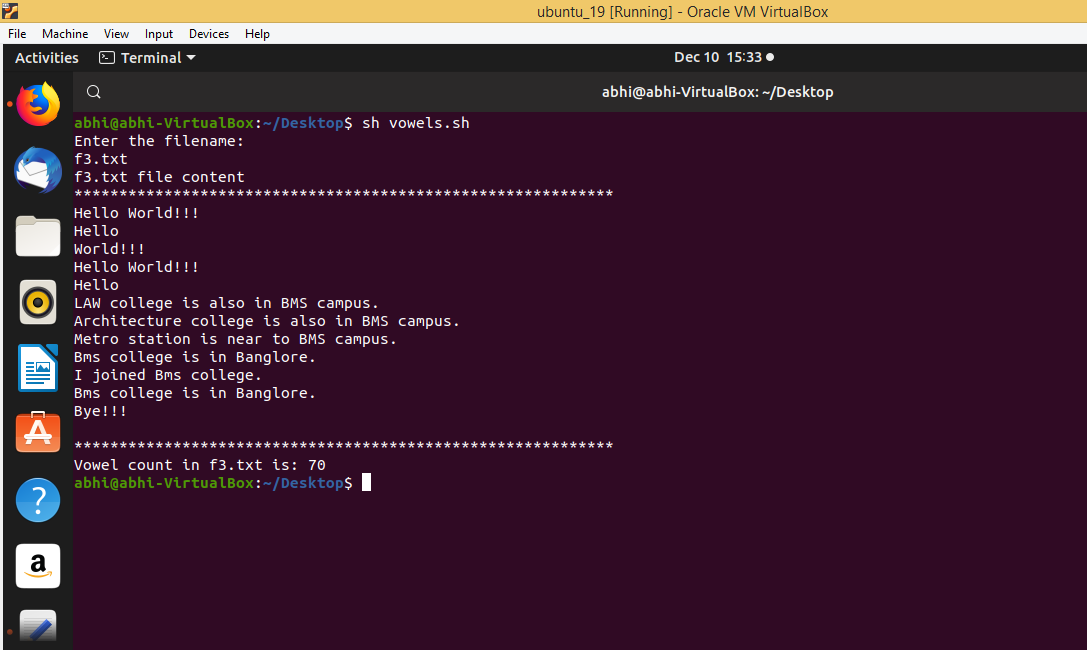 ubuntu_19 [Running] - Oracle VM VirtualBox
File Machine View Input Devices Help
Activities Terminal Dec 10 15:33
abhi@abhi-VirtualBox: ~/Desktop
abhi@abhi-VirtualBox:~/Desktop$ sh vowels.sh
Enter the filename:
f3.txt
f3.txt file content
************************************************************
Hello World!!!
Hello
World!!!
Hello World!!!
Hello
LAW college is also in BMS campus.
Architecture college is also in BMS campus.
Metro station is near to BMS campus.
Bms college is in Banglore.
I joined Bms college.
Bms college is in Banglore.
Bye!!!
************************************************************
Vowel count in f3.txt is: 70
abhi@abhi-VirtualBox:~/Desktop$